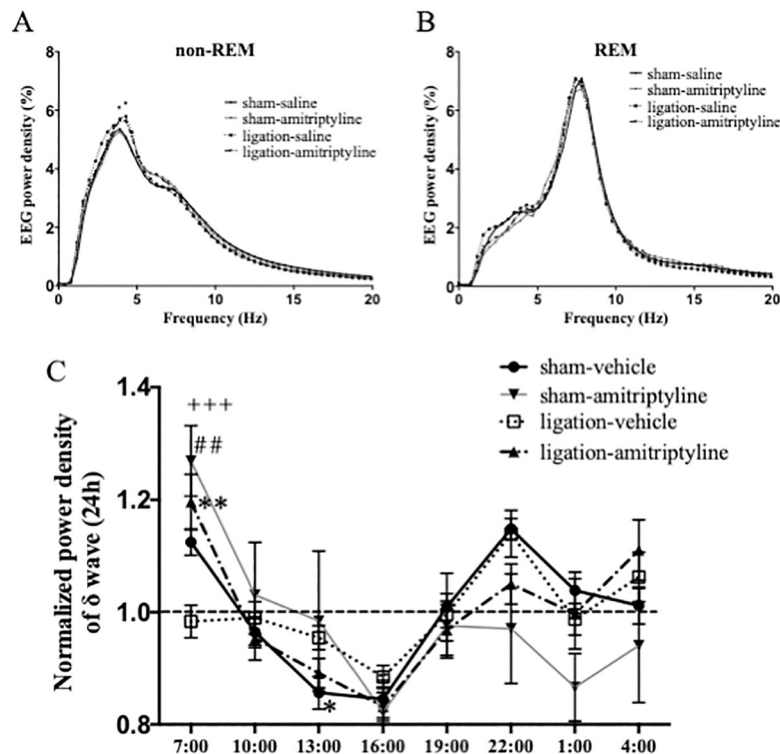 A
non-REM
EEG power density (%)
8
6
4
2
0
sham-saline
sham-amitriptyline
ligation-saline
ligation-amitriptyline
0 5 10 15 20
Frequency (Hz)
B
REM
EEG power density (%)
8
6
4
2
0
sham-saline
sham-amitriptyline
ligation-saline
ligation-amitriptyline
0 5 10 15 20
Frequency (Hz)
C
Normalized power density
of δ wave (24h)
1.4
1.2
1.0
0.8
+++
##
**
*
sham-vehicle
sham-amitriptyline
ligation-vehicle
ligation-amitriptyline
7:00 10:00 13:00 16:00 19:00 22:00 1:00 4:00